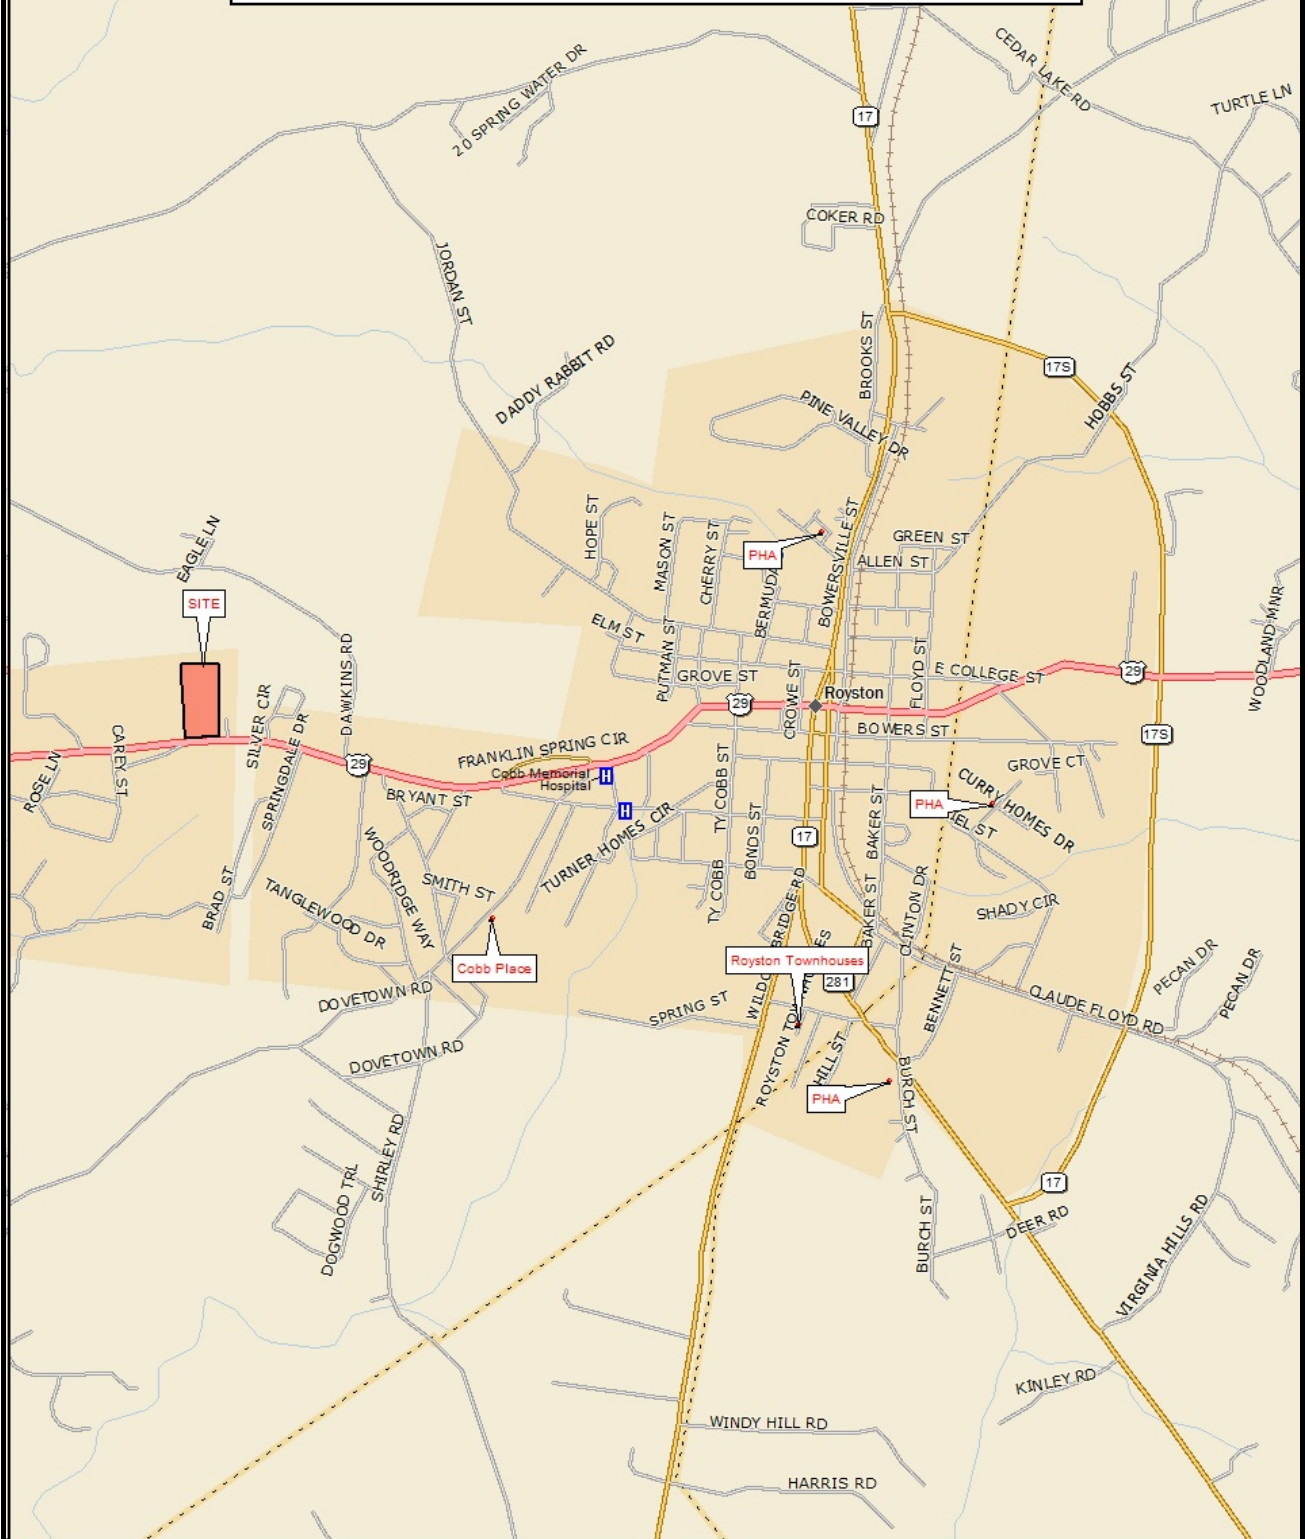 CEDAR LAKE RD
20 SPRING WATER DR
TURTLE LN
17
COKER RD
JORDAN ST
BROOKS ST
17S
DADDY RABBIT RD
HOBBS ST
PINE VALLEY DR
HOPE ST
MASON ST
CHERRY ST
BOWERSVILLE ST
GREEN ST
EAGLE LN
PHA
ALLEN ST
BERMUDA
SITE
ELM ST
WOODLAND MNR
PUTMAN ST
DAWKINS RD
GROVE ST
CROWE ST
FLOYD ST
E COLLEGE ST
29
Royston
29
SILVER CIR
CAREY ST
SPRINGDALE DR
FRANKLIN SPRING CIR
BOWERS ST
17S
29
Cobb Memorial
Hospital
H
GROVE CT
ROSE LN
BRYANT ST
TY COBB ST
CURRY HOMES DR
H
PHA
IEL ST
TURNER HOMES CIR
BONDS ST
17
BAKER ST
WOODRIDGE WAY
SMITH ST
BRAD ST
TANGLEWOOD DR
TY COBB
BRIDGE RD
BAKER ST
CLINTON DR
SHADY CIR
Cobb Place
Royston Townhouses
ES
281
WILDC
BENNETT ST
PECAN DR
PECAN DR
DOVETOWN RD
SPRING ST
CLAUDE FLOYD RD
DOVETOWN RD
ROYSTON TO
HILL ST
BURCH ST
PHA
SHIRLEY RD
DOGWOOD TRL
17
BURCH ST
DEER RD
VIRGINIA HILLS RD
KINLEY RD
WINDY HILL RD
HARRIS RD